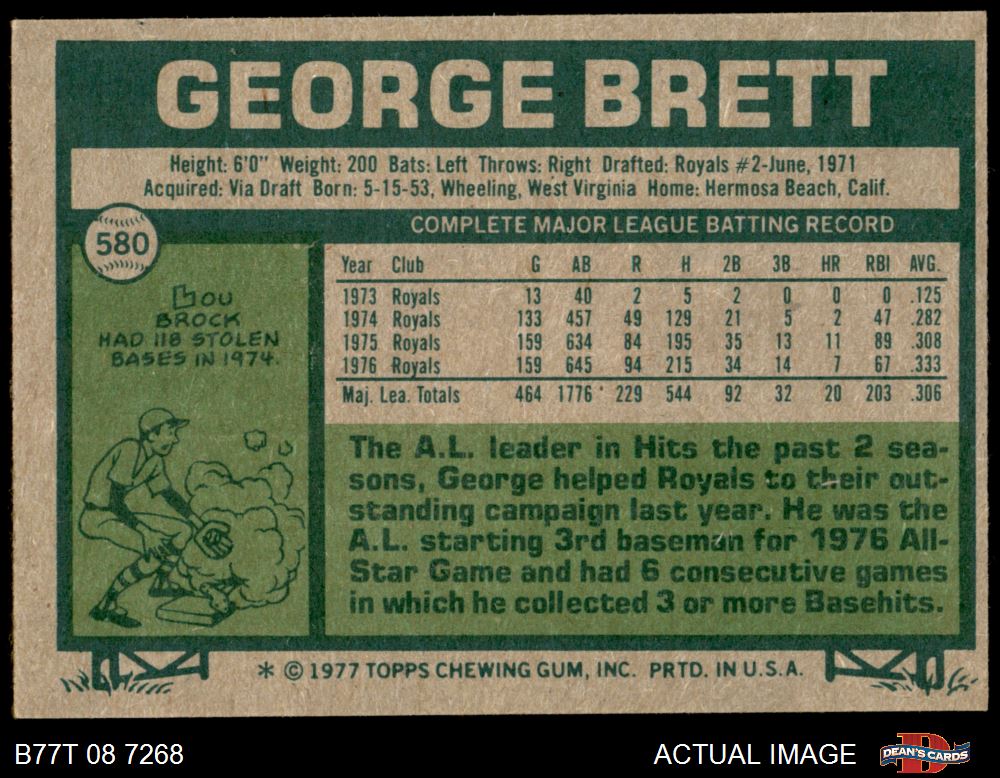 GEORGE BRETT
Height: 6'0" Weight: 200 Bats: Left Throws: Right Drafted: Royals #2-June, 1971
Acquired: Via Draft Born: 5-15-53, Wheeling, West Virginia Home: Hermosa Beach, Calif.
580
COMPLETE MAJOR LEAGUE BATTING RECORD
LOU
BROCK
HAD 118 STOLEN
BASES IN 1974.
Year Club G AB R H 2B 3B HR RBI AVG.
1973 Royals 13 40 2 5 2 0 0 0 .125
1974 Royals 133 457 49 129 21 5 2 47 .282
1975 Royals 159 634 84 195 35 13 11 89 .308
1976 Royals 159 645 94 215 34 14 7 67 .333
Maj. Lea. Totals 464 1776 229 544 92 32 20 203 .306
The A.L. leader in Hits the past 2 sea-
sons, George helped Royals to their out-
standing campaign last year. He was the
A.L. starting 3rd baseman for 1976 All-
Star Game and had 6 consecutive games
in which he collected 3 or more Basehits.
* © 1977 TOPPS CHEWING GUM, INC. PRTD. IN U.S.A.
B77T 08 7268
ACTUAL IMAGE
D
DEAN'S CARDS